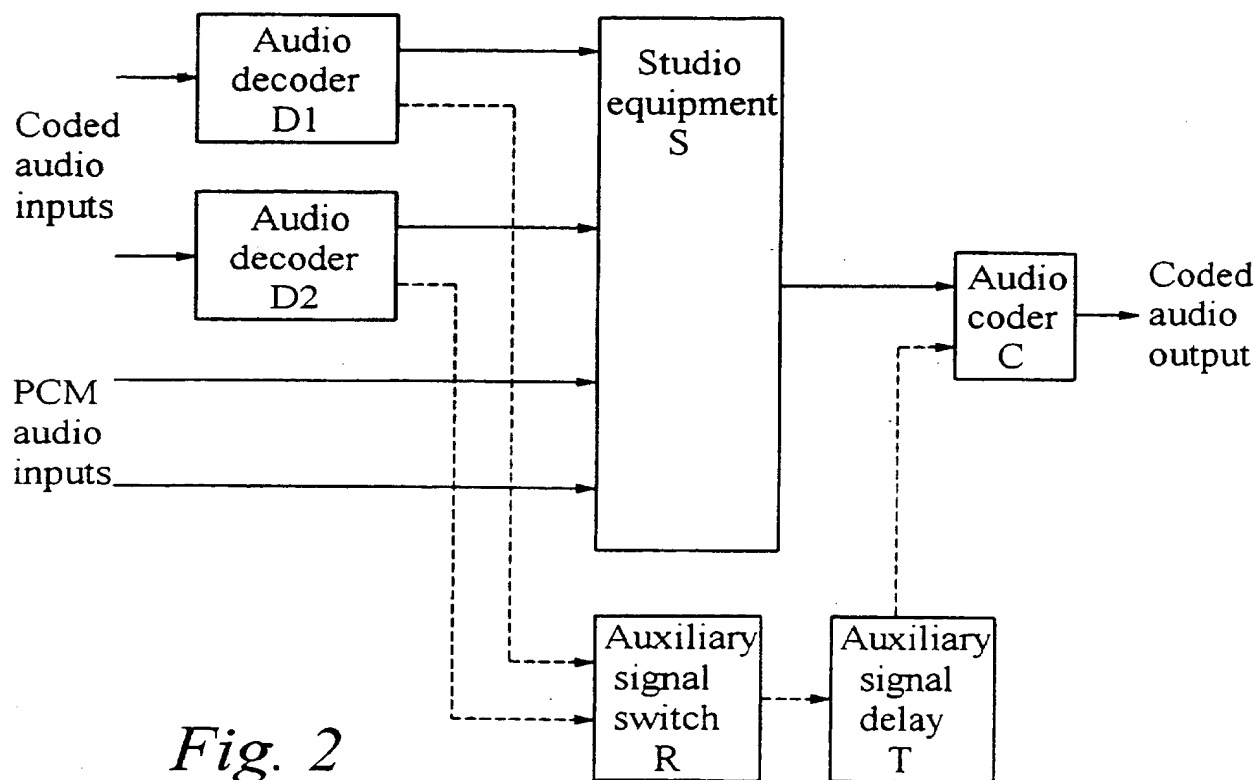 Audio
decoder
D1
Coded
audio
inputs
Audio
decoder
D2
PCM
audio
inputs
Studio
equipment
S
Audio
coder
C
Coded
audio
output
Auxiliary
signal
switch
R
Auxiliary
signal
delay
T
Fig. 2